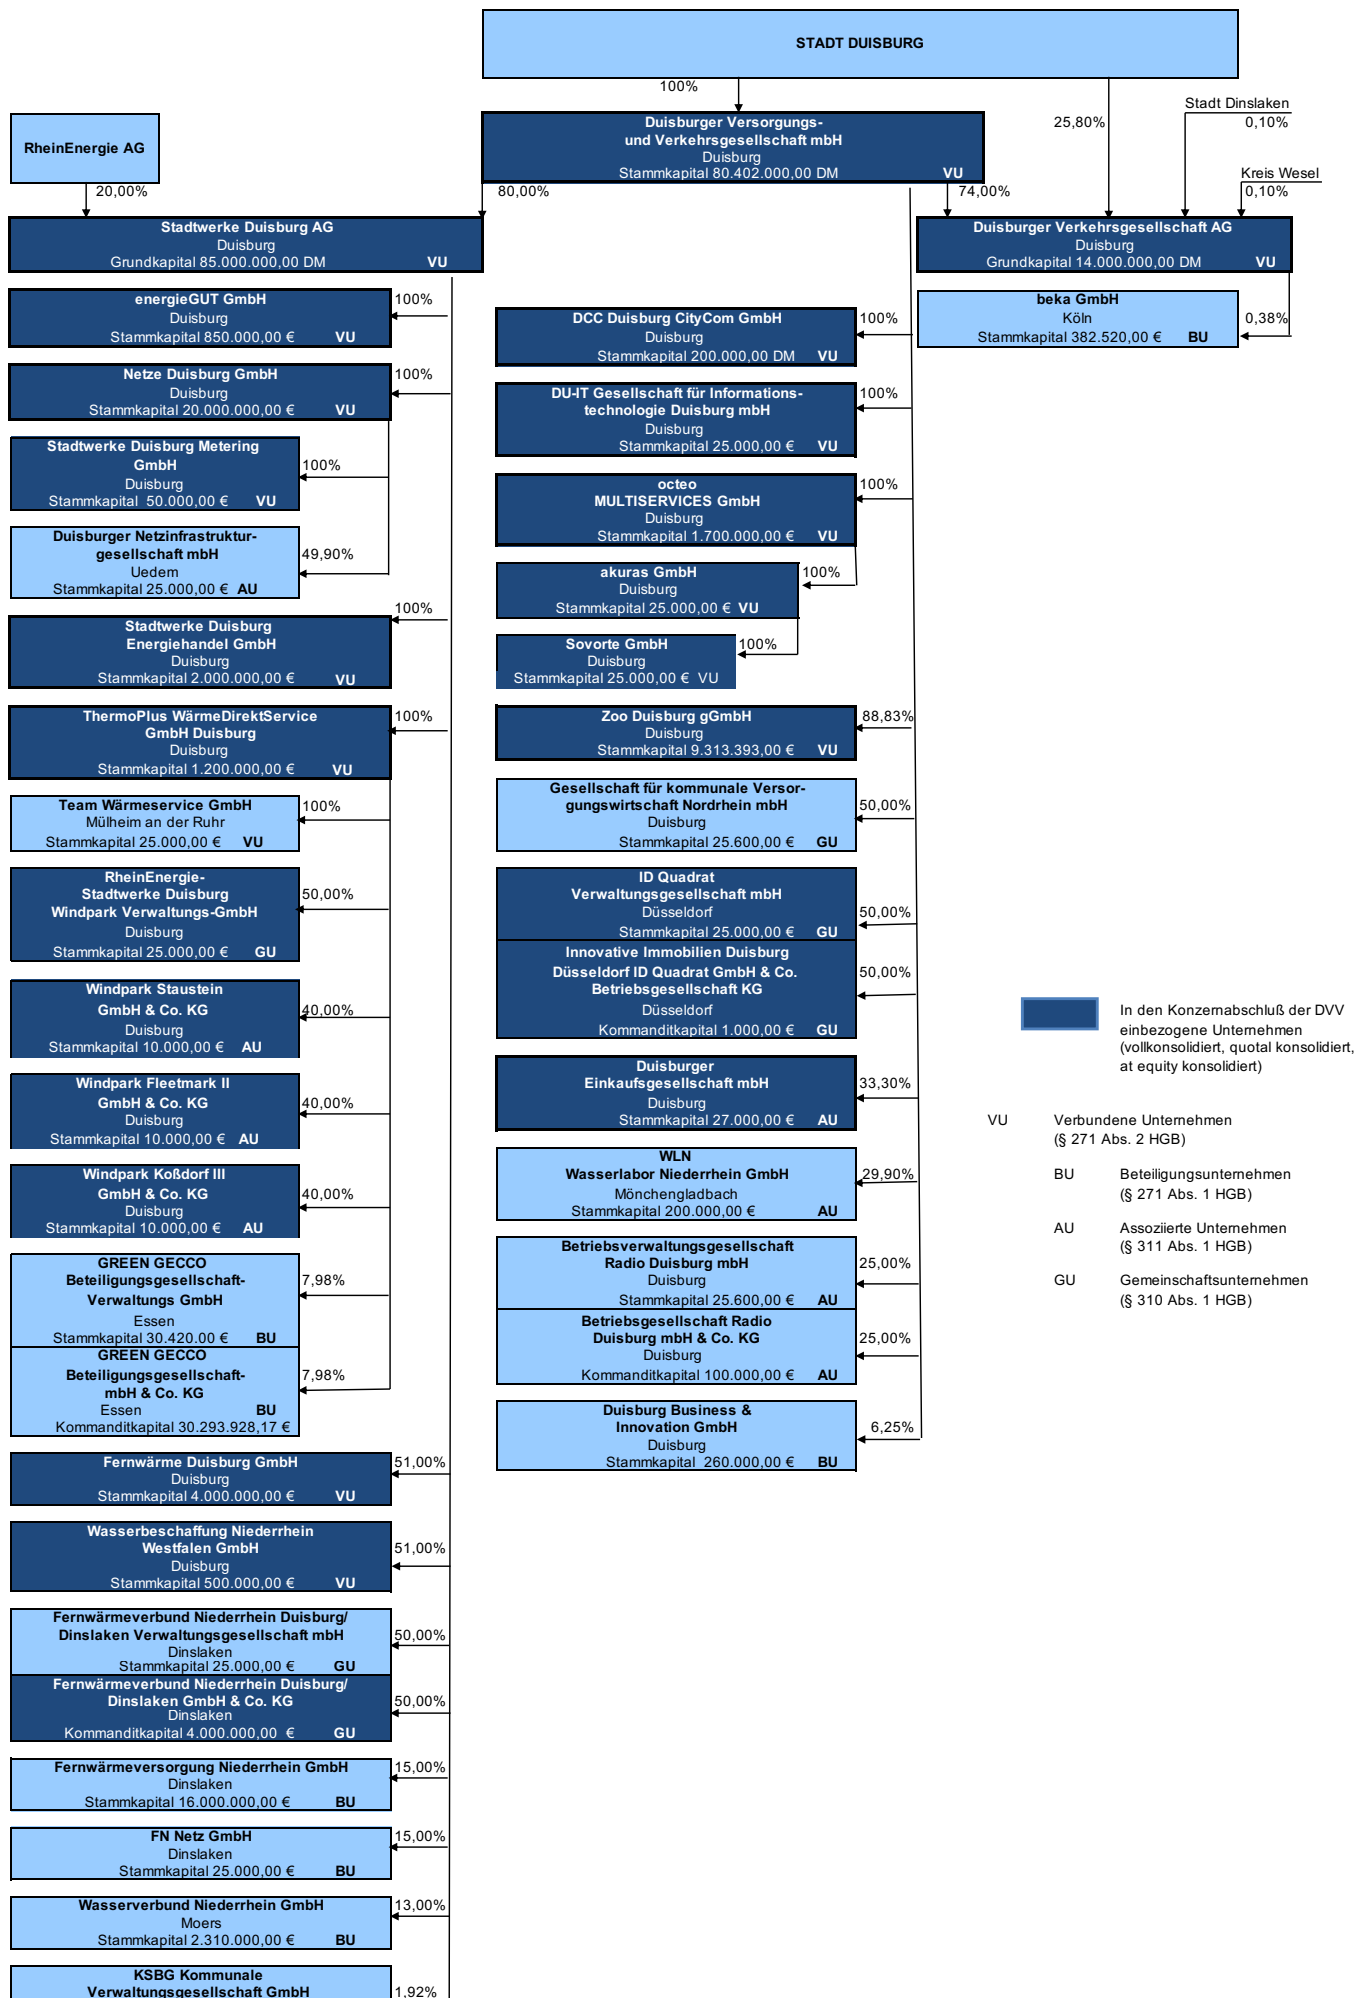 STADT DUISBURG
100%
25,80%
Stadt Dinslaken
0,10%
Kreis Wesel
0,10%
RheinEnergie AG
20,00%
Duisburger Versorgungs-
und Verkehrsgesellschaft mbH
Duisburg
Stammkapital 80.402.000,00 DM VU
80,00%
74,00%
Stadtwerke Duisburg AG
Duisburg
Grundkapital 85.000.000,00 DM VU
Duisburger Verkehrsgesellschaft AG
Duisburg
Grundkapital 14.000.000,00 DM VU
beka GmbH
Köln
Stammkapital 382.520,00 € BU
0,38%
energieGUT GmbH
Duisburg
Stammkapital 850.000,00 € VU
100%
Netze Duisburg GmbH
Duisburg
Stammkapital 20.000.000,00 € VU
100%
Stadtwerke Duisburg Metering
GmbH
Duisburg
Stammkapital 50.000,00 € VU
100%
Duisburger Netzinfrastruktur-
gesellschaft mbH
Uedem
Stammkapital 25.000,00 € AU
49,90%
Stadtwerke Duisburg
Energiehandel GmbH
Duisburg
Stammkapital 2.000.000,00 € VU
100%
ThermoPlus WärmeDirektService
GmbH Duisburg
Duisburg
Stammkapital 1.200.000,00 € VU
100%
Team Wärmeservice GmbH
Mülheim an der Ruhr
Stammkapital 25.000,00 € VU
100%
RheinEnergie-
Stadtwerke Duisburg
Windpark Verwaltungs-GmbH
Duisburg
Stammkapital 25.000,00 € GU
50,00%
Windpark Staustein
GmbH & Co. KG
Duisburg
Stammkapital 10.000,00 € AU
40,00%
Windpark Fleetmark II
GmbH & Co. KG
Duisburg
Stammkapital 10.000,00 € AU
40,00%
Windpark Koßdorf III
GmbH & Co. KG
Duisburg
Stammkapital 10.000,00 € AU
40,00%
GREEN GECCO
Beteiligungsgesellschaft-
Verwaltungs GmbH
Essen
Stammkapital 30.420.00 € BU
7,98%
GREEN GECCO
Beteiligungsgesellschaft-
mbH & Co. KG
Essen BU
Kommanditkapital 30.293.928,17 €
7,98%
Fernwärme Duisburg GmbH
Duisburg
Stammkapital 4.000.000,00 € VU
51,00%
Wasserbeschaffung Niederrhein
Westfalen GmbH
Duisburg
Stammkapital 500.000,00 € VU
51,00%
Fernwärmeverbund Niederrhein Duisburg/
Dinslaken Verwaltungsgesellschaft mbH
Dinslaken
Stammkapital 25.000,00 € GU
50,00%
Fernwärmeverbund Niederrhein Duisburg/
Dinslaken GmbH & Co. KG
Dinslaken
Kommanditkapital 4.000.000,00 € GU
50,00%
Fernwärmeversorgung Niederrhein GmbH
Dinslaken
Stammkapital 16.000.000,00 € BU
15,00%
FN Netz GmbH
Dinslaken
Stammkapital 25.000,00 € BU
15,00%
Wasserverbund Niederrhein GmbH
Moers
Stammkapital 2.310.000,00 € BU
13,00%
KSBG Kommunale
Verwaltungsgesellschaft GmbH
1,92%
DCC Duisburg CityCom GmbH
Duisburg
Stammkapital 200.000,00 DM VU
100%
DU-IT Gesellschaft für Informations-
technologie Duisburg mbH
Duisburg
Stammkapital 25.000,00 € VU
100%
octeo
MULTISERVICES GmbH
Duisburg
Stammkapital 1.700.000,00 € VU
100%
akuras GmbH
Duisburg
Stammkapital 25.000,00 € VU
100%
Sovorte GmbH
Duisburg
Stammkapital 25.000,00 € VU
100%
Zoo Duisburg gGmbH
Duisburg
Stammkapital 9.313.393,00 € VU
88,83%
Gesellschaft für kommunale Versor-
gungswirtschaft Nordrhein mbH
Duisburg
Stammkapital 25.600,00 € GU
50,00%
ID Quadrat
Verwaltungsgesellschaft mbH
Düsseldorf
Stammkapital 25.000,00 € GU
50,00%
Innovative Immobilien Duisburg
Düsseldorf ID Quadrat GmbH & Co.
Betriebsgesellschaft KG
Düsseldorf
Kommanditkapital 1.000,00 € GU
50,00%
Duisburger
Einkaufsgesellschaft mbH
Duisburg
Stammkapital 27.000,00 € AU
33,30%
WLN
Wasserlabor Niederrhein GmbH
Mönchengladbach
Stammkapital 200.000,00 € AU
29,90%
Betriebsverwaltungsgesellschaft
Radio Duisburg mbH
Duisburg
Stammkapital 25.600,00 € AU
25,00%
Betriebsgesellschaft Radio
Duisburg mbH & Co. KG
Duisburg
Kommanditkapital 100.000,00 € AU
25,00%
Duisburg Business &
Innovation GmbH
Duisburg
Stammkapital 260.000,00 € BU
6,25%
In den Konzernabschluß der DVV
einbezogene Unternehmen
(vollkonsolidiert, quotal konsolidiert,
at equity konsolidiert)
VU Verbundene Unternehmen
(§ 271 Abs. 2 HGB)
BU Beteiligungsunternehmen
(§ 271 Abs. 1 HGB)
AU Assoziierte Unternehmen
(§ 311 Abs. 1 HGB)
GU Gemeinschaftsunternehmen
(§ 310 Abs. 1 HGB)